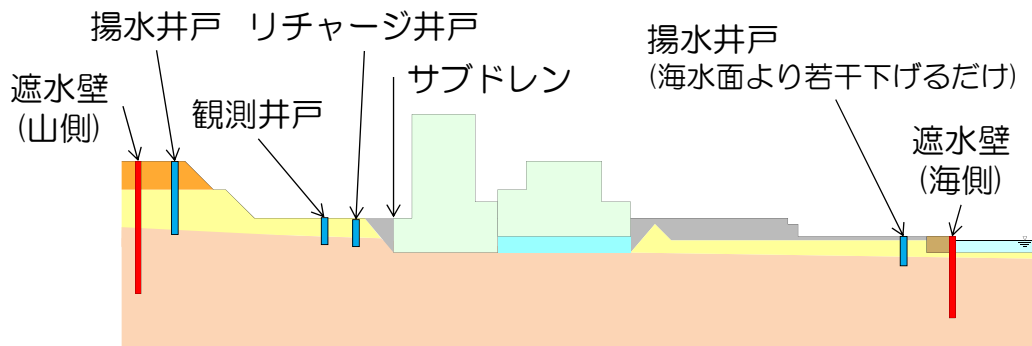 揚水井戸
リチャージ井戸
サブドレン
揚水井戸
(海水面より若干下げるだけ)
遮水壁
(山側)
観測井戸
遮水壁
(海側)